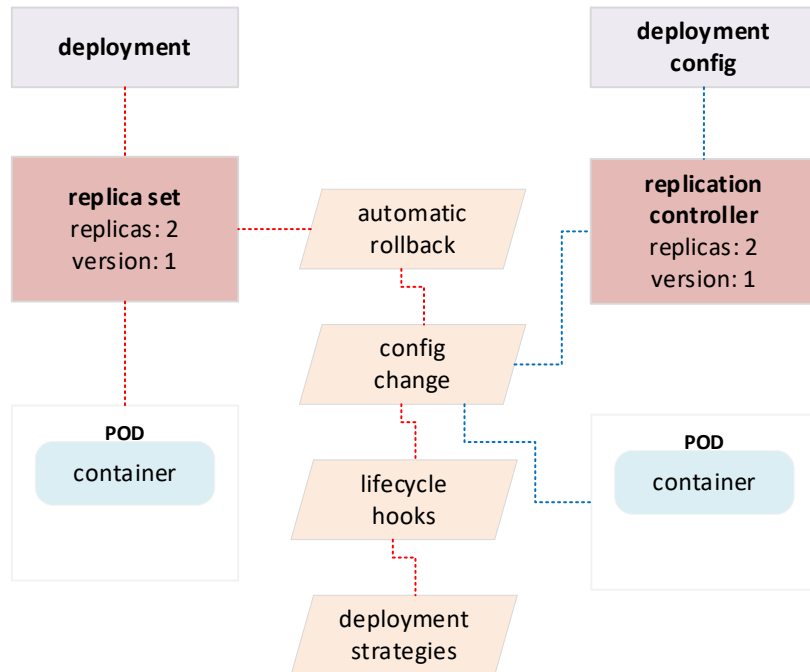 deployment
deployment
config
replica set
replicas: 2
version: 1
automatic
rollback
replication
controller
replicas: 2
version: 1
config
change
POD
container
POD
container
lifecycle
hooks
deployment
strategies